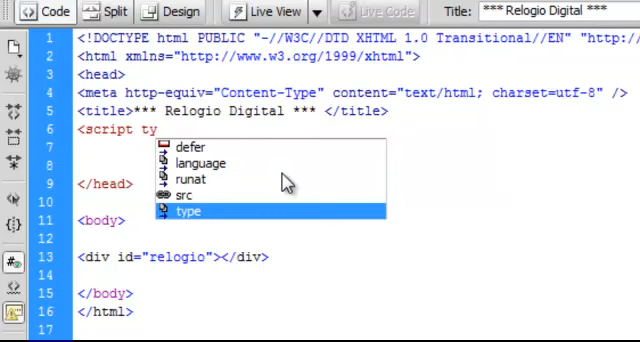 Code Split Design Live View Live Code Title: *** Relogio Digital ***
1 <!DOCTYPE html PUBLIC "-//W3C//DTD XHTML 1.0 Transitional//EN" "http:/
2 <html xmlns="http://www.w3.org/1999/xhtml">
3 <head>
4 <meta http-equiv="Content-Type" content="text/html; charset=utf-8" />
5 <title>*** Relogio Digital *** </title>
6 <script ty
7 defer
8 language
runat
9 </head> src
10 type
11 <body>
12
13 <div id="relogio"></div>
14
15 </body>
16 </html>
17